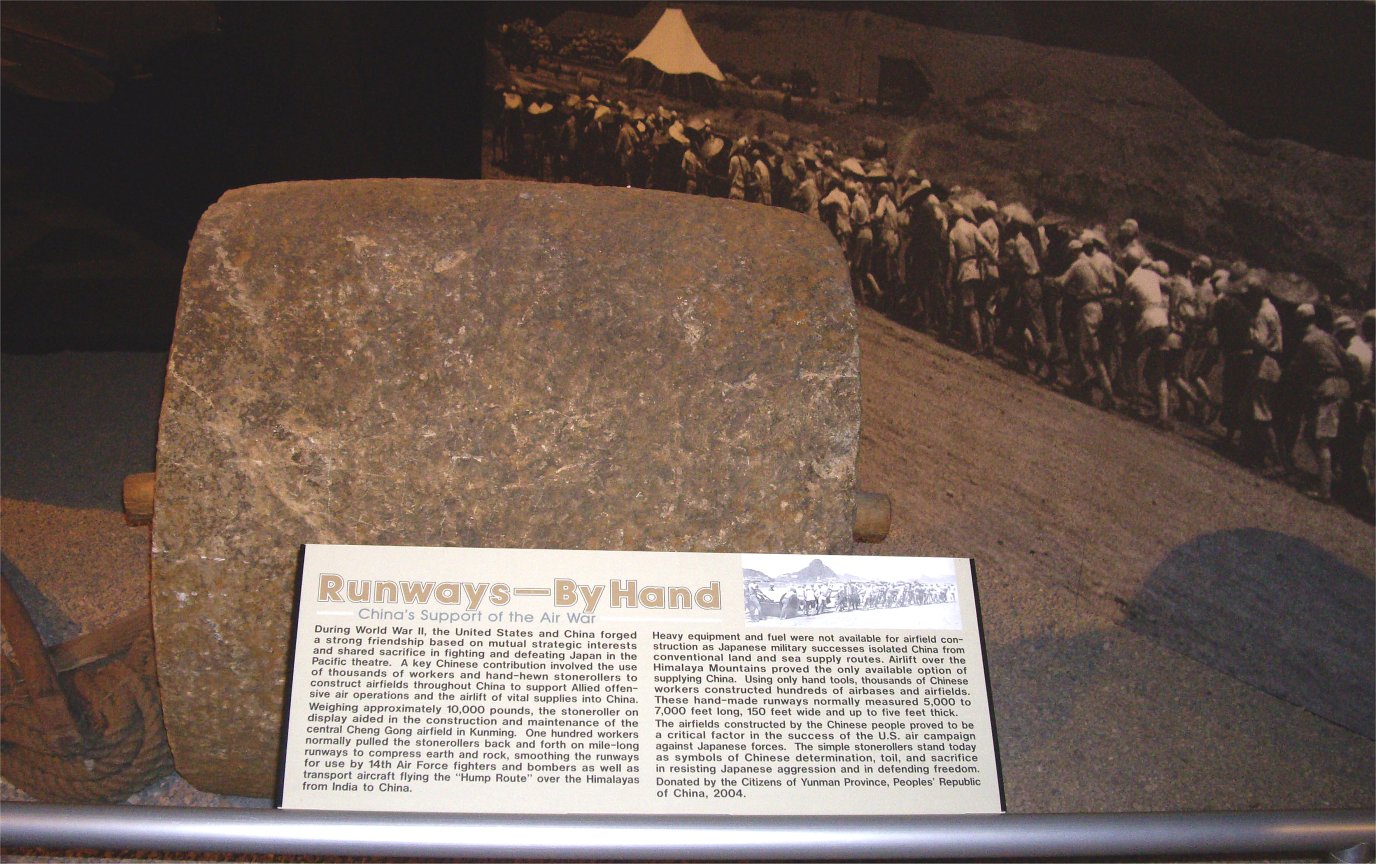 Runways—By Hand
China's Support of the Air War
During World War II, the United States and China forged
a strong friendship based on mutual strategic interests
and shared sacrifice in fighting and defeating Japan in the
Pacific theatre. A key Chinese contribution involved the use
of thousands of workers and hand-hewn stonerollers to
construct airfields throughout China to support Allied offen-
sive air operations and the airlift of vital supplies into China.
Weighing approximately 10,000 pounds, the stoneroller on
display aided in the construction and maintenance of the
central Cheng Gong airfield in Kunming. One hundred workers
normally pulled the stonerollers back and forth on mile-long
runways to compress earth and rock, smoothing the runways
for use by 14th Air Force fighters and bombers as well as
transport aircraft flying the "Hump Route" over the Himalayas
from India to China.
Heavy equipment and fuel were not available for airfield con-
struction as Japanese military successes isolated China from
conventional land and sea supply routes. Airlift over the
Himalaya Mountains proved the only available option of
supplying China. Using only hand tools, thousands of Chinese
workers constructed hundreds of airbases and airfields.
These hand-made runways normally measured 5,000 to
7,000 feet long, 150 feet wide and up to five feet thick.
The airfields constructed by the Chinese people proved to be
a critical factor in the success of the U.S. air campaign
against Japanese forces. The simple stonerollers stand today
as symbols of Chinese determination, toil, and sacrifice
in resisting Japanese aggression and in defending freedom.
Donated by the Citizens of Yunman Province, Peoples' Republic
of China, 2004.